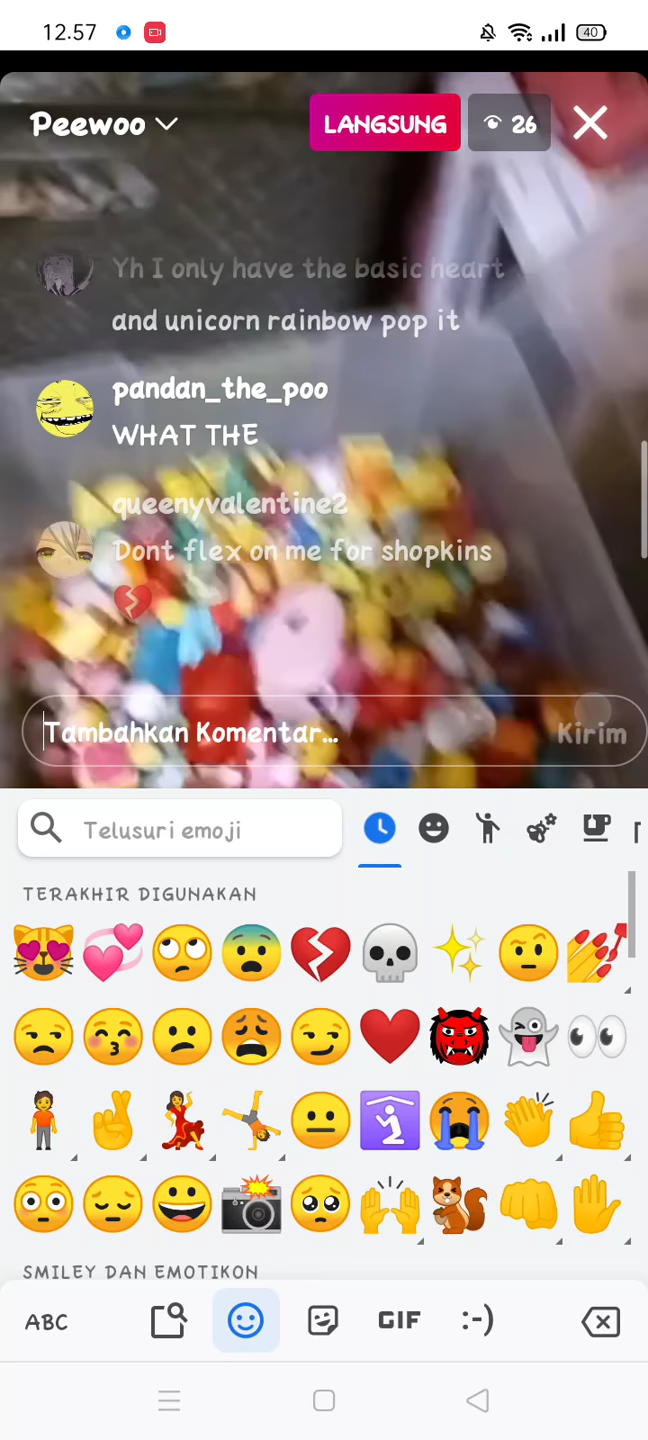 12.57
40
Peewoo
LANGSUNG
26
Yh I only have the basic heart
and unicorn rainbow pop it
pandan_the_poo
WHAT THE
queenyvalentine2
Dont flex on me for shopkins
💔
Tambahkan Komentar...
Kirim
Telusuri emoji
TERAKHIR DIGUNAKAN
SMILEY DAN EMOTIKON
ABC
GIF
:-)